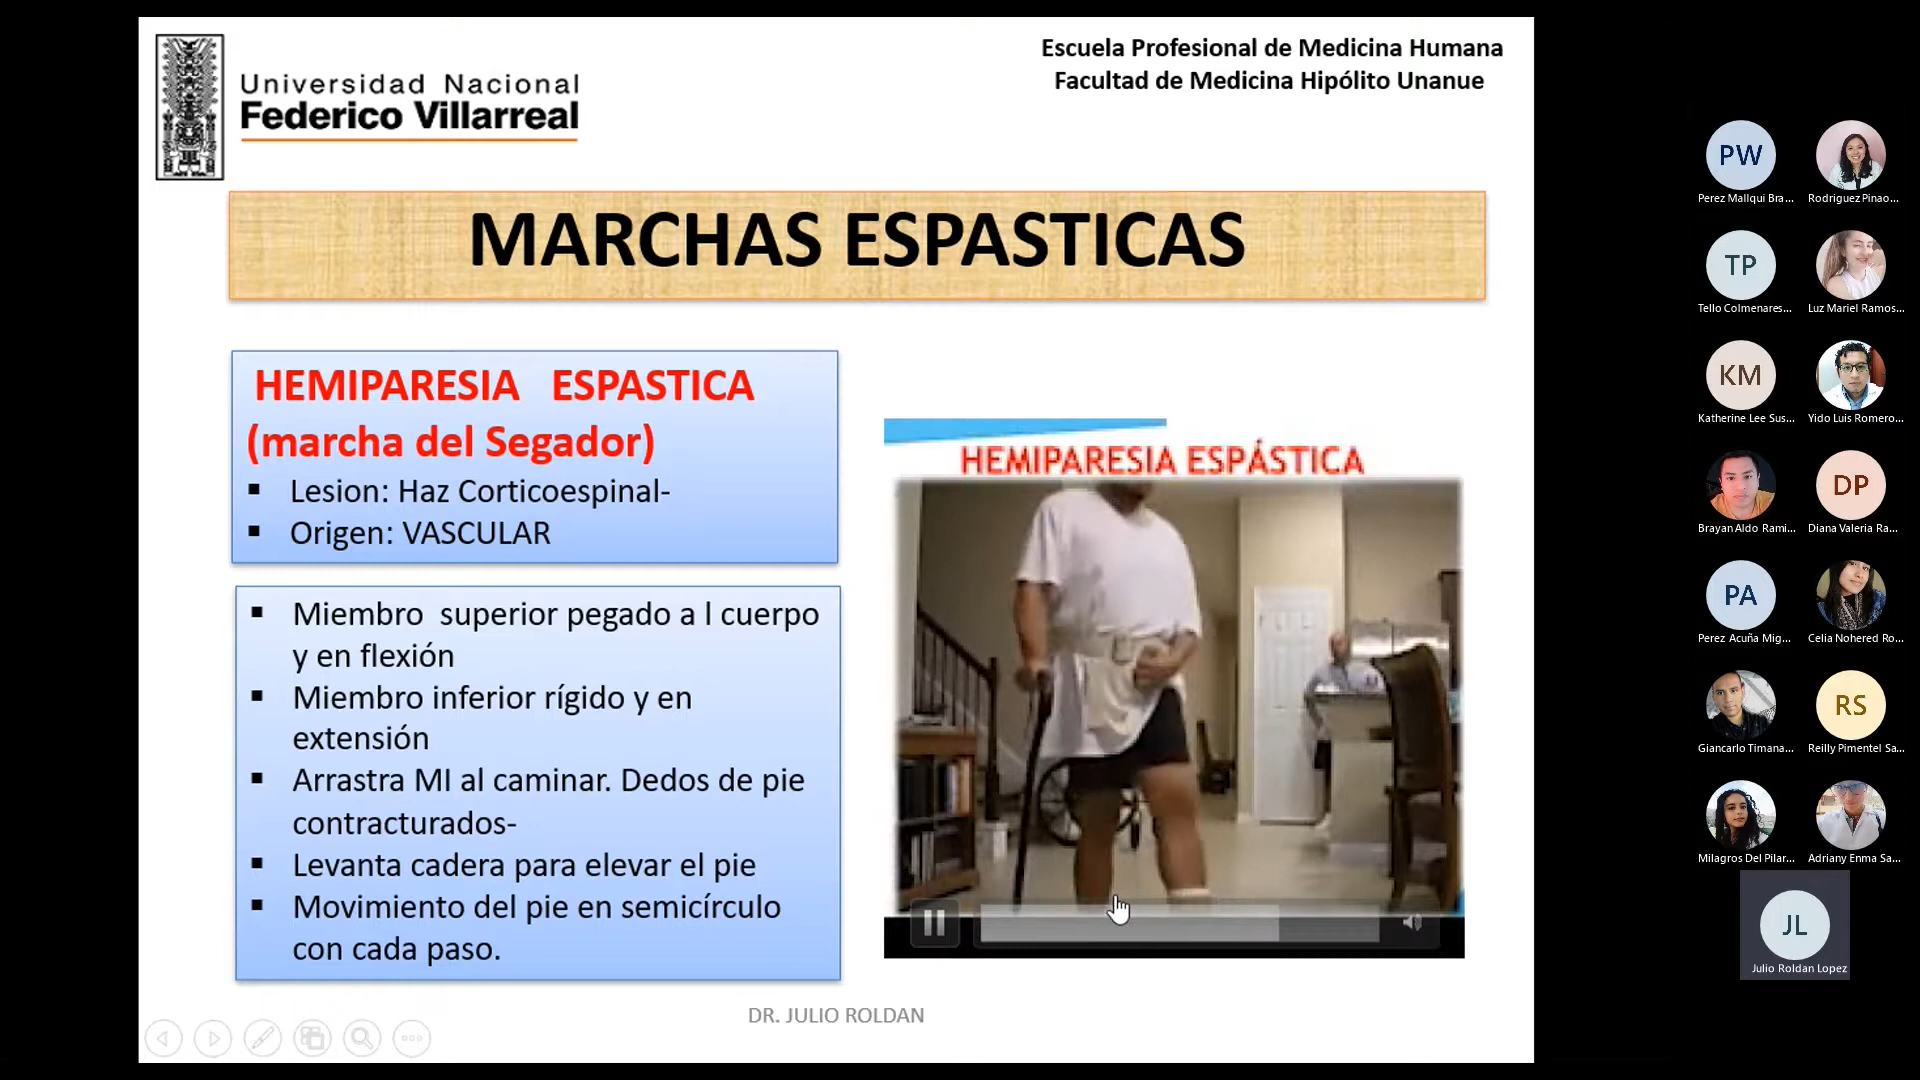 Universidad Nacional
Federico Villarreal
Escuela Profesional de Medicina Humana
Facultad de Medicina Hipólito Unanue
MARCHAS ESPASTICAS
HEMIPARESIA ESPASTICA
(marcha del Segador)
▪ Lesion: Haz Corticoespinal-
▪ Origen: VASCULAR
▪ Miembro superior pegado a l cuerpo
y en flexión
▪ Miembro inferior rígido y en
extensión
▪ Arrastra MI al caminar. Dedos de pie
contracturados-
▪ Levanta cadera para elevar el pie
▪ Movimiento del pie en semicírculo
con cada paso.
HEMIPARESIA ESPÁSTICA
DR. JULIO ROLDAN
PW
Perez Mallqui Bra...
Rodriguez Pinao...
TP
Tello Colmenares...
Luz Mariel Ramos...
KM
Katherine Lee Sus...
Yido Luis Romero...
Brayan Aldo Rami...
DP
Diana Valeria Ra...
PA
Perez Acuña Mig...
Celia Nohered Ro...
Giancarlo Timana...
RS
Reilly Pimentel Sa...
Milagros Del Pilar...
Adriany Enma Sa...
JL
Julio Roldan Lopez